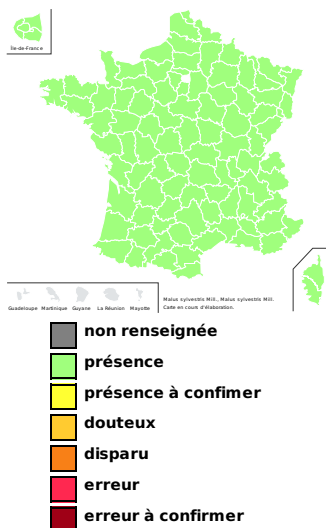 Île-de-France
Guadeloupe Martinique Guyane La Réunion Mayotte
Malus sylvestris Mill., Malus sylvestris Mill.
Carte en cours d'élaboration.
non renseignée
présence
présence à confimer
douteux
disparu
erreur
erreur à confirmer